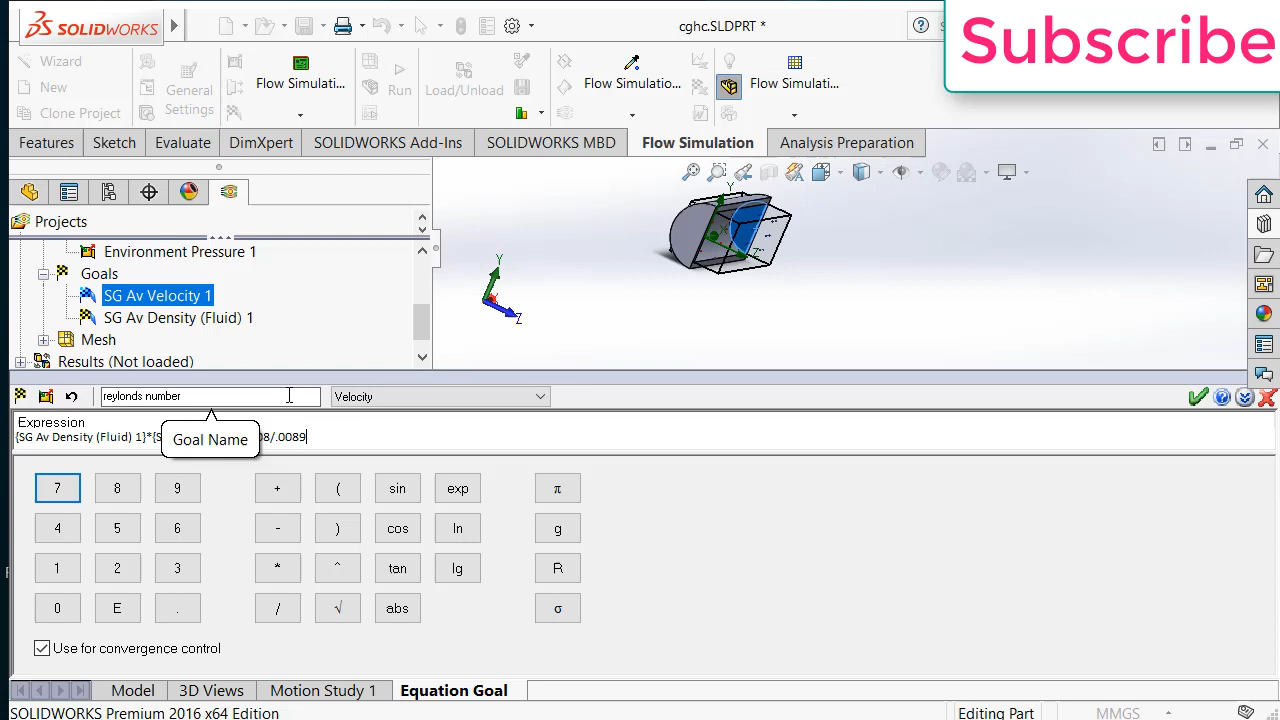 SOLIDWORKS
cghc.SLDPRT *
Subscribe
Wizard
New
Clone Project
General
Settings
Flow Simulati...
Run
Load/Unload
Flow Simulatio...
Flow Simulati...
Features
Sketch
Evaluate
DimXpert
SOLIDWORKS Add-Ins
SOLIDWORKS MBD
Flow Simulation
Analysis Preparation
Projects
Environment Pressure 1
Goals
SG Av Velocity 1
SG Av Density (Fluid) 1
Mesh
Results (Not loaded)
Y
Z
Y
X
Z
reylonds number
Velocity
Expression
{SG Av Density (Fluid) 1}*{S
08/.0089
Goal Name
7 8 9 + ( sin exp π
4 5 6 - ) cos ln g
1 2 3 * ^ tan lg R
0 E . / √ abs σ
Use for convergence control
Model
3D Views
Motion Study 1
Equation Goal
SOLIDWORKS Premium 2016 x64 Edition
Editing Part
MMGS